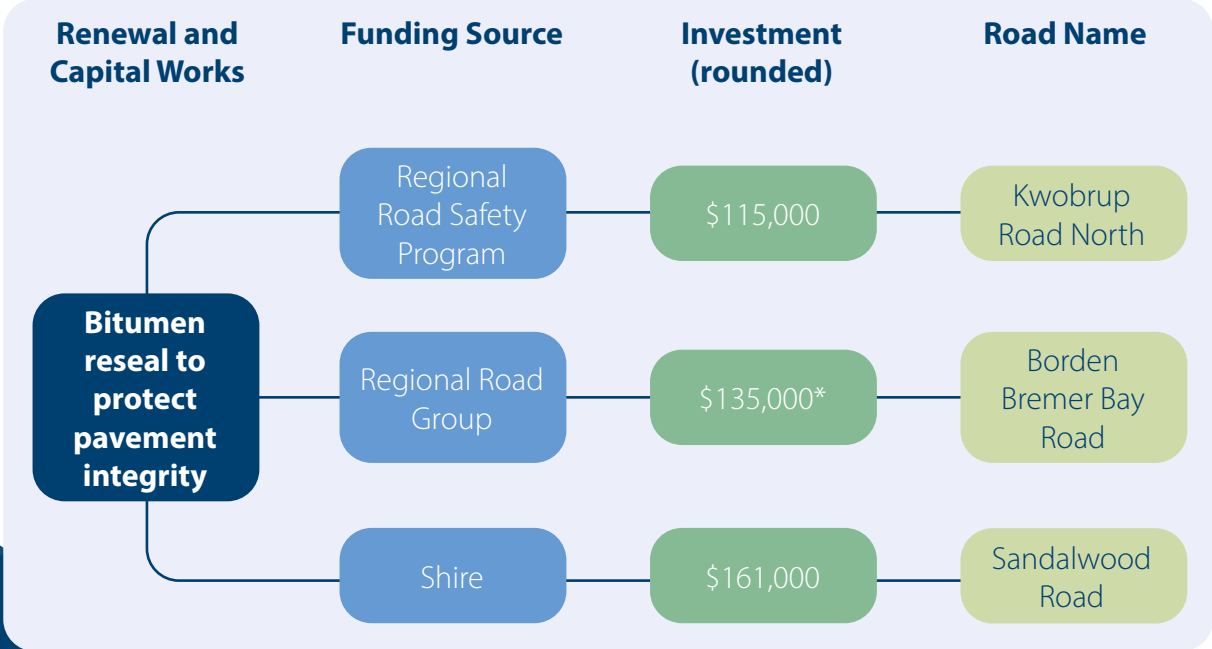 Renewal and
Capital Works
Funding Source
Investment
(rounded)
Road Name
Regional
Road Safety
Program
$115,000
Kwobrup
Road North
Bitumen
reseal to
protect
pavement
integrity
Regional Road
Group
$135,000*
Borden
Bremer Bay
Road
Shire
$161,000
Sandalwood
Road